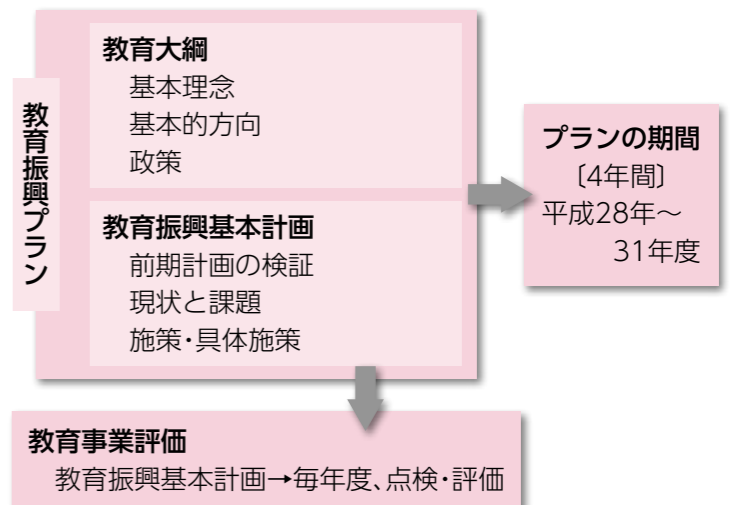 教育振興プラン
教育大綱
基本理念
基本的方向
政策
教育振興基本計画
前期計画の検証
現状と課題
施策・具体施策
プランの期間
〔4年間〕
平成28年～
31年度
教育事業評価
教育振興基本計画→毎年度、点検・評価